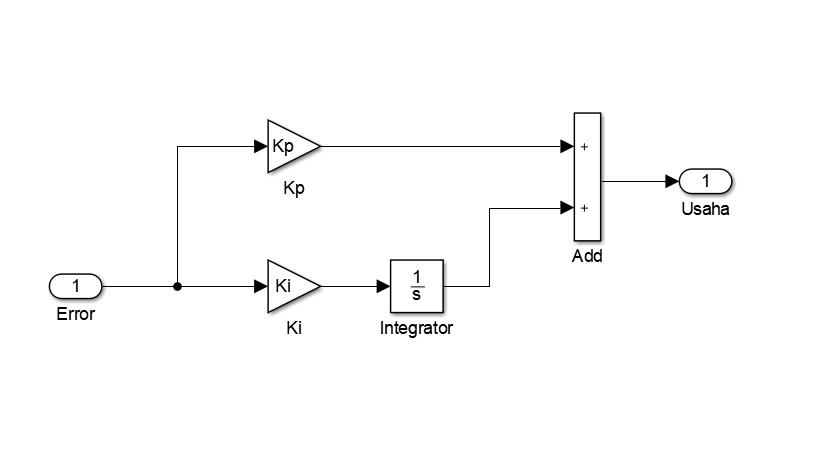 Kp
Kp
+
+
Add
1
Usaha
1
Error
Ki
Ki
1
s
Integrator